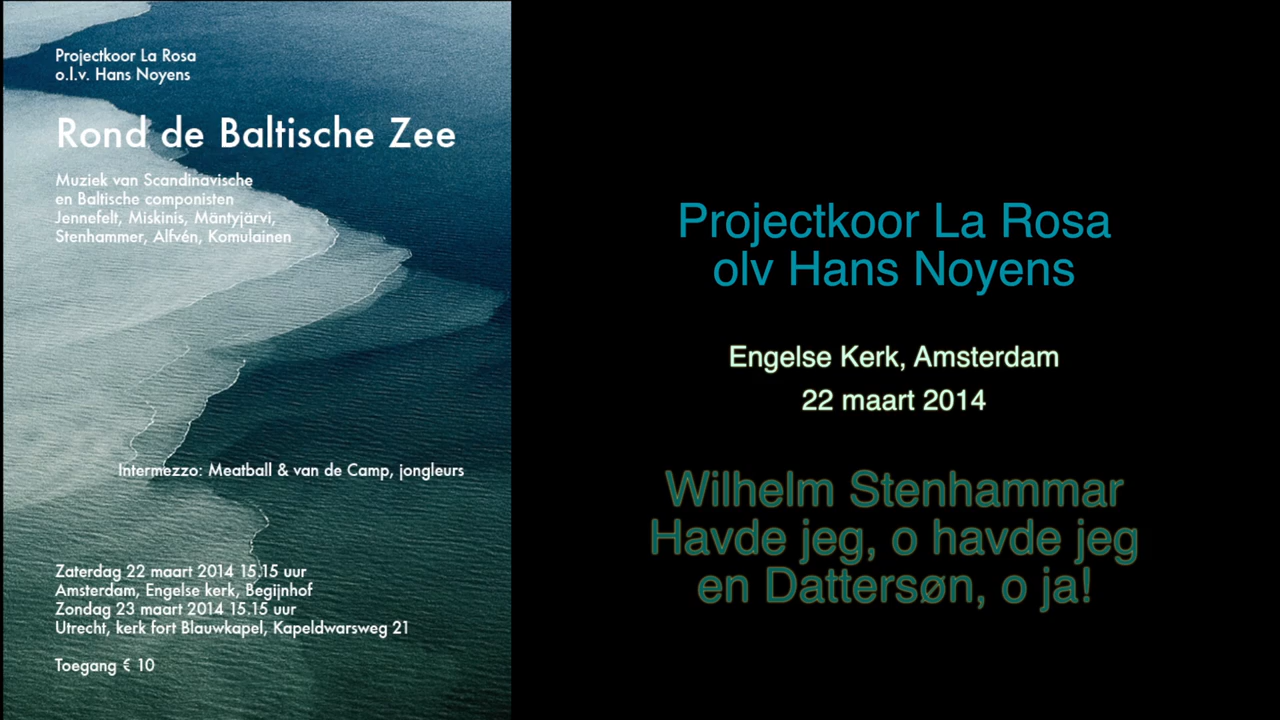 Projectkoor La Rosa
o.l.v. Hans Noyens
Rond de Baltische Zee
Muziek van Scandinavische
en Baltische componisten
Jennefelt, Miskinis, Mäntyjärvi,
Stenhammer, Alfvén, Komulainen
Intermezzo: Meatball & van de Camp, jongleurs
Zaterdag 22 maart 2014 15.15 uur
Amsterdam, Engelse kerk, Begijnhof
Zondag 23 maart 2014 15.15 uur
Utrecht, kerk fort Blauwkapel, Kapeldwarsweg 21
Toegang € 10
Projectkoor La Rosa
olv Hans Noyens
Engelse Kerk, Amsterdam
22 maart 2014
Wilhelm Stenhammar
Havde jeg, o havde jeg
en Dattersøn, o ja!